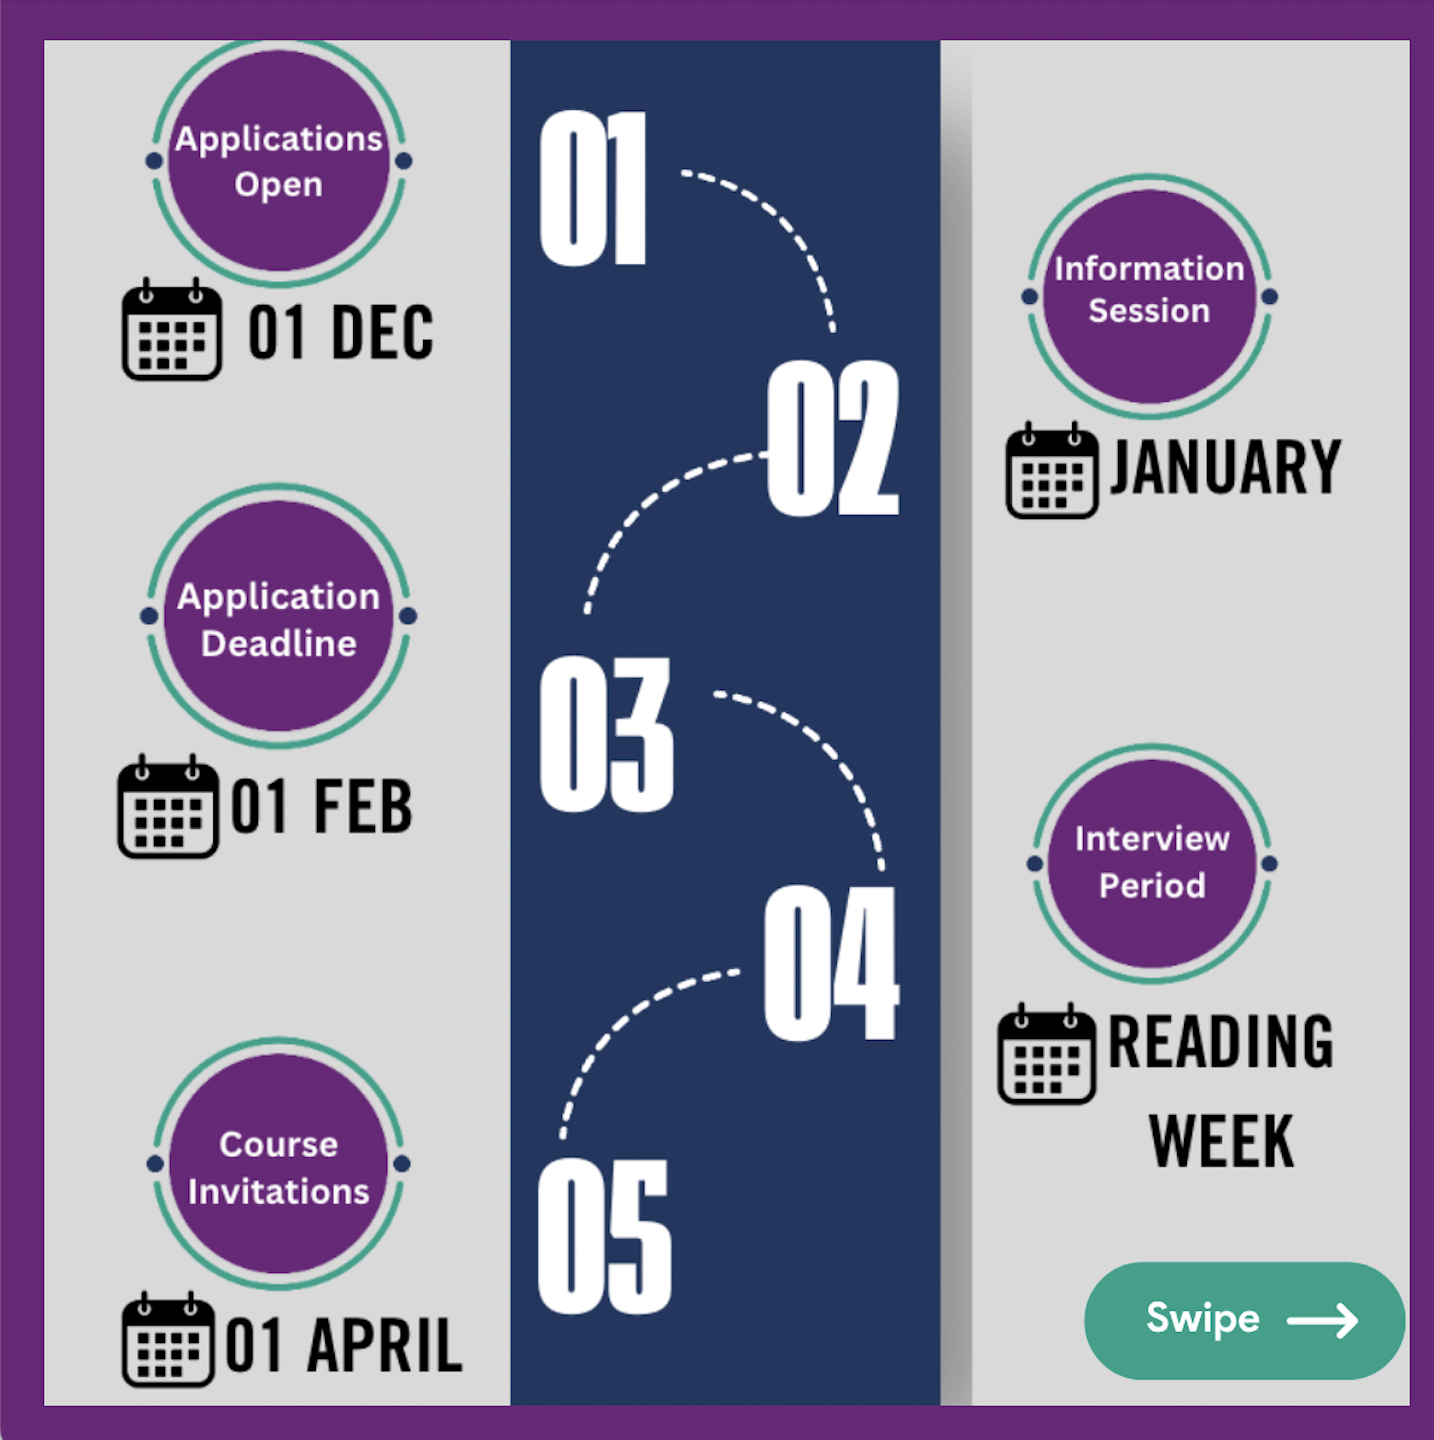 Applications
Open
01 DEC
01
Information
Session
JANUARY
02
Application
Deadline
01 FEB
03
Interview
Period
READING
WEEK
04
Course
Invitations
01 APRIL
05
Swipe